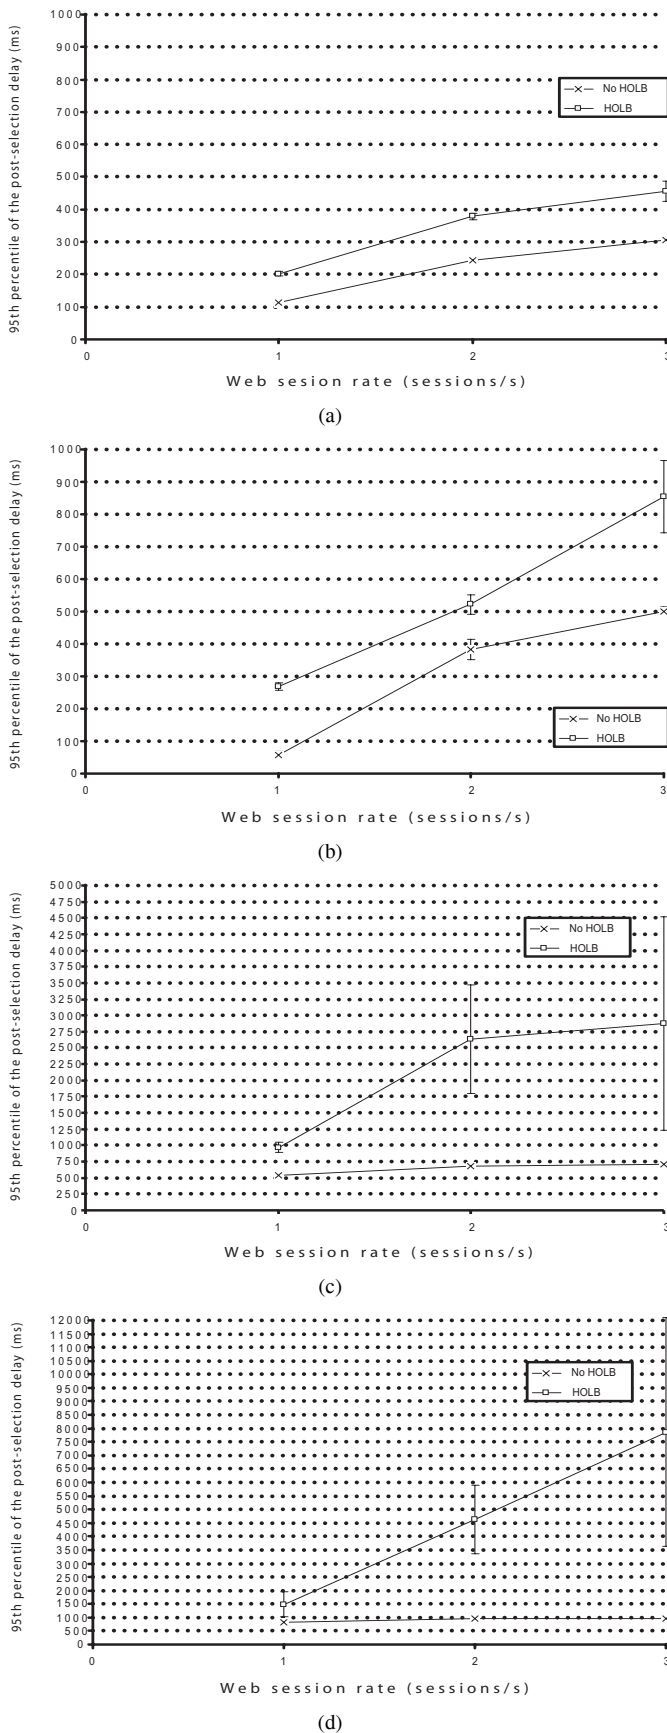 95th percentile of the post-selection delay (ms)
1000
900
800
700
600
500
400
300
200
100
0
No HOLB
HOLB
0 1 2 3
Web sesion rate (sessions/s)
(a)
95th percentile of the post-selection delay (ms)
1000
900
800
700
600
500
400
300
200
100
0
No HOLB
HOLB
0 1 2 3
Web session rate (sessions/s)
(b)
95th percentile of the post-selection delay (ms)
5000
4750
4500
4250
4000
3750
3500
3250
3000
2750
2500
2250
2000
1750
1500
1250
1000
750
500
250
0
No HOLB
HOLB
0 1 2 3
Web session rate (sessions/s)
(c)
95th percentile of the post-selection delay (ms)
12000
11500
11000
10500
10000
9500
9000
8500
8000
7500
7000
6500
6000
5500
5000
4500
4000
3500
3000
2500
2000
1500
1000
500
0
No HOLB
HOLB
0 1 2 3
Web session rate (sessions/s)
(d)